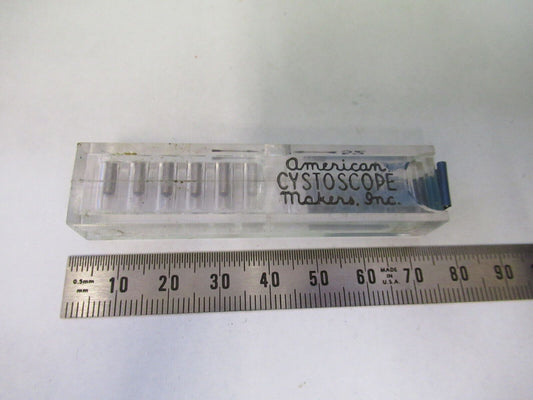 American
CYSTOSCOPE
Makers, Inc.
0.5mm
mm
10 20 30 40 50 60 MADE IN U.S.A. 70 80 90